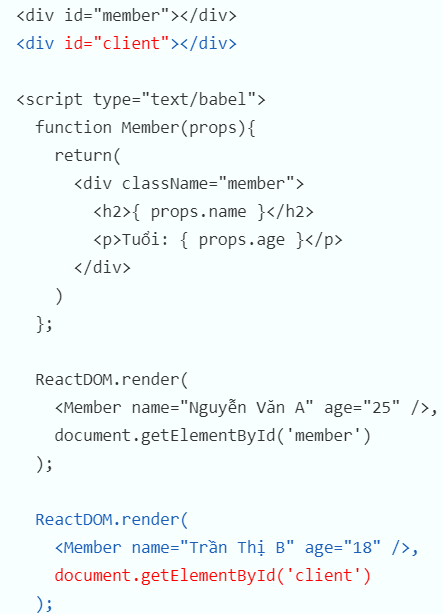 <div id="member"></div>
<div id="client"></div>
<script type="text/babel">
function Member(props){
return(
<div className="member">
<h2>{ props.name }</h2>
<p>Tuổi: { props.age }</p>
</div>
)
};
ReactDOM.render(
<Member name="Nguyễn Văn A" age="25" />,
document.getElementById('member')
);
ReactDOM.render(
<Member name="Trần Thị B" age="18" />,
document.getElementById('client')
);